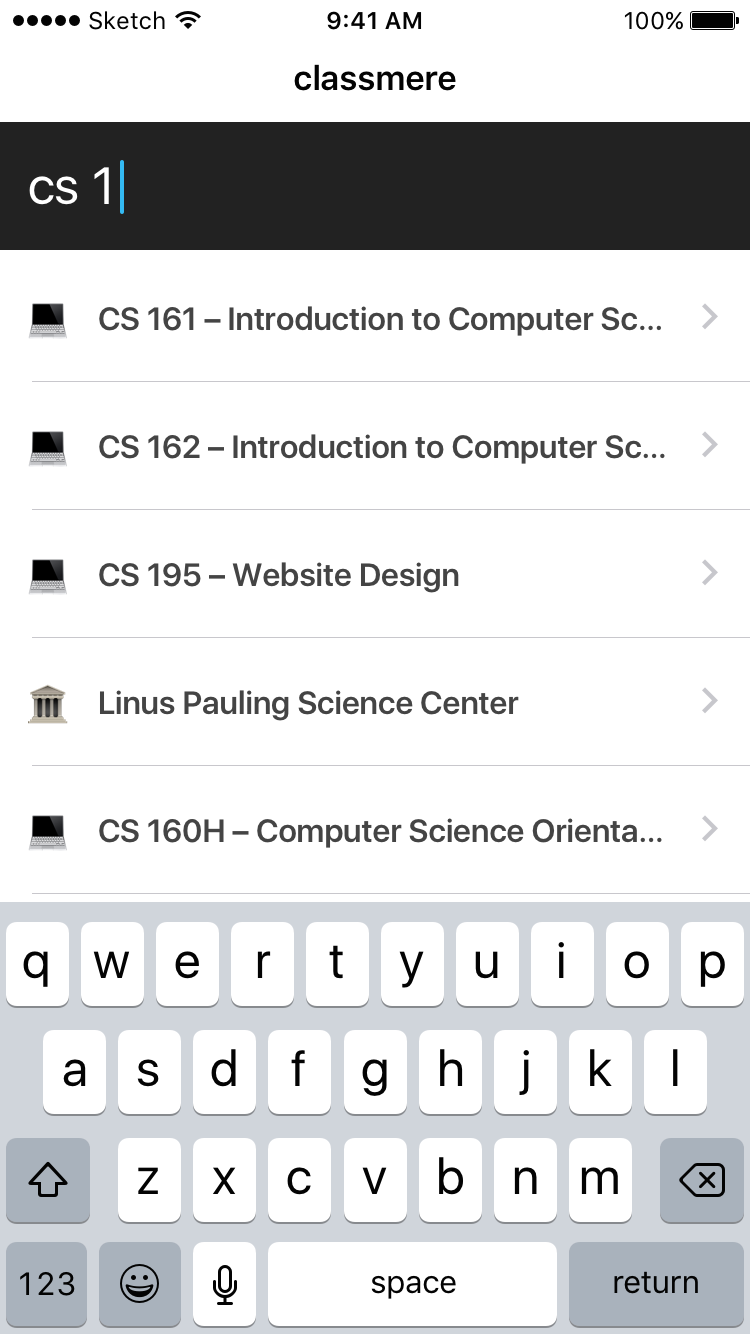 ●●●●● Sketch 9:41 AM 100%
classmere
cs 1
CS 161 – Introduction to Computer Sc...
CS 162 – Introduction to Computer Sc...
CS 195 – Website Design
Linus Pauling Science Center
CS 160H – Computer Science Orienta...
q w e r t y u i o p
a s d f g h j k l
z x c v b n m
123 space return